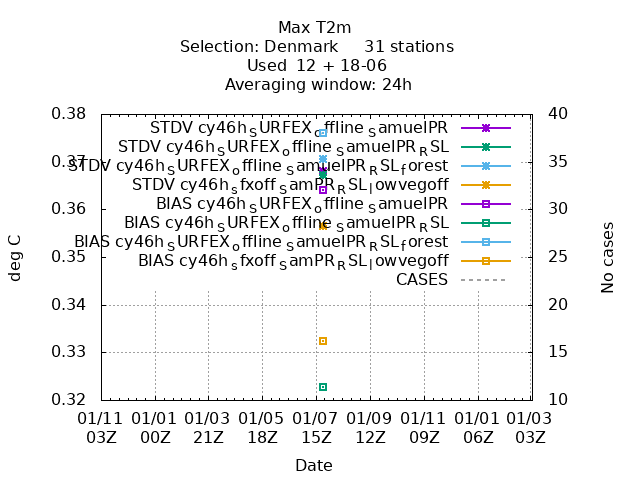 Max T2m
Selection: Denmark     31 stations
Used  12 + 18-06
Averaging window: 24h
0.38
0.37
0.36
0.35
0.34
0.33
0.32
deg C
40
35
30
25
20
15
10
No cases
STDV cy46h_SURFEX_offline_SamuelPR
STDV cy46h_SURFEX_offline_SamuelPR_RSL
STDV cy46h_SURFEX_offline_SamuelPR_RSL_forest
STDV cy46h_sfxoff_SamPR_RSL_lowvegoff
BIAS cy46h_SURFEX_offline_SamuelPR
BIAS cy46h_SURFEX_offline_SamuelPR_RSL
BIAS cy46h_SURFEX_offline_SamuelPR_RSL_forest
BIAS cy46h_sfxoff_SamPR_RSL_lowvegoff
CASES
01/11 01/01 01/03 01/05 01/07 01/09 01/11 01/01 01/03
03Z 00Z 21Z 18Z 15Z 12Z 09Z 06Z 03Z
Date